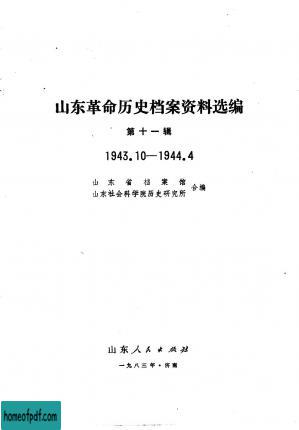 山东革命历史档案资料选编
第十一辑
1943.10—1944.4
山东省档案馆
山东社会科学院历史研究所
合编
山东人民出版社
一九八三年·济南
homeofpdf.com